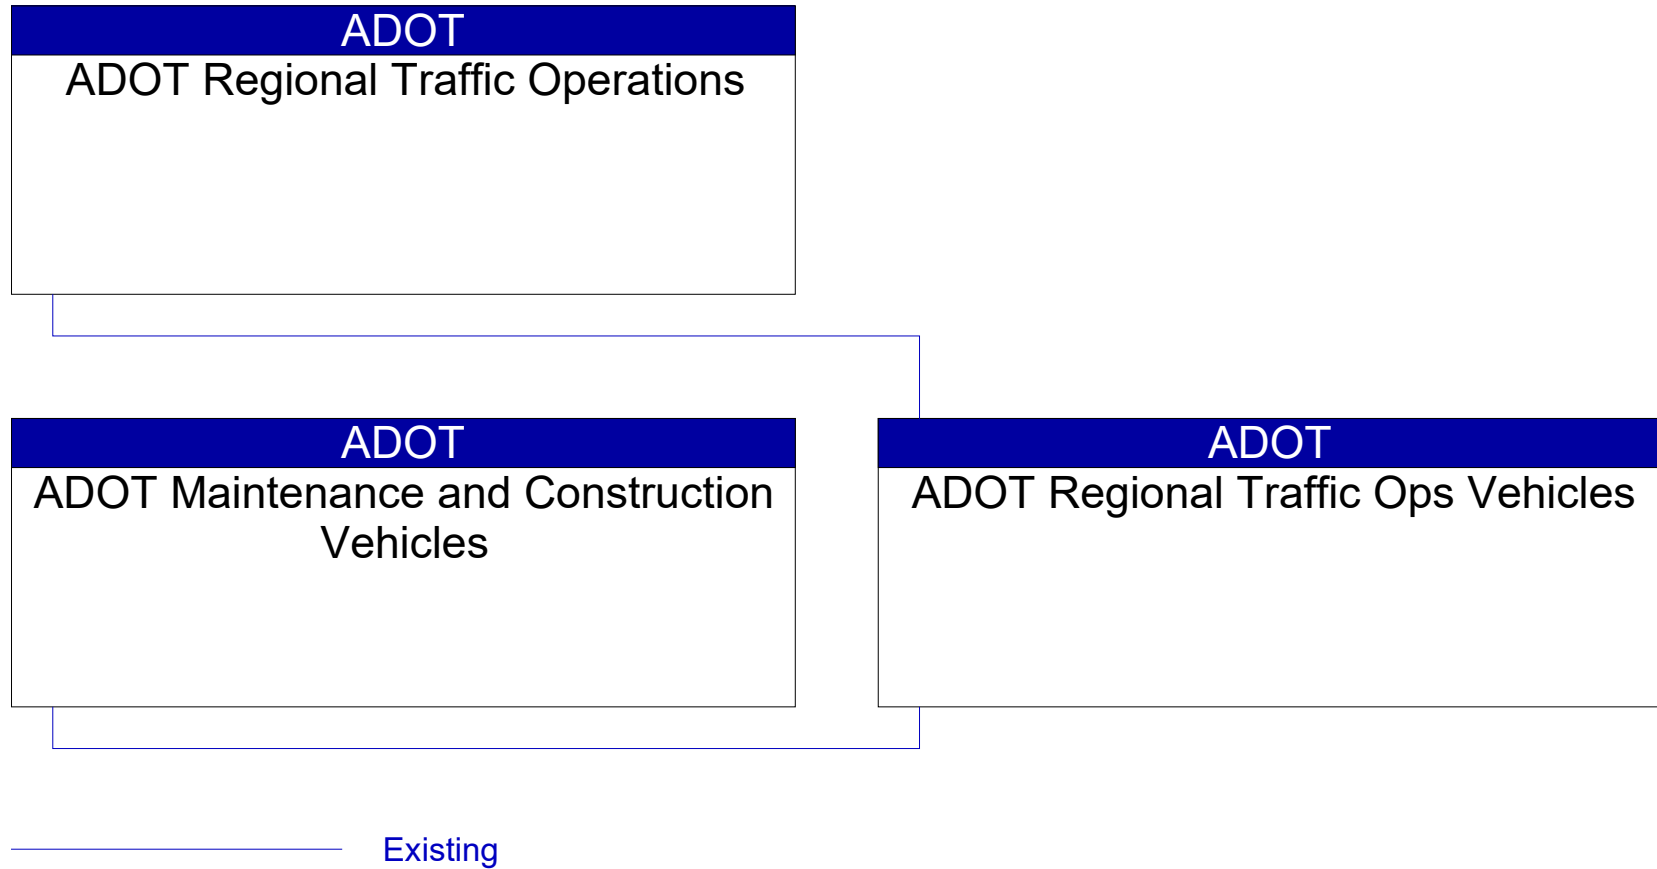 ADOT
ADOT Regional Traffic Operations
ADOT
ADOT Maintenance and Construction
Vehicles
ADOT
ADOT Regional Traffic Ops Vehicles
Existing